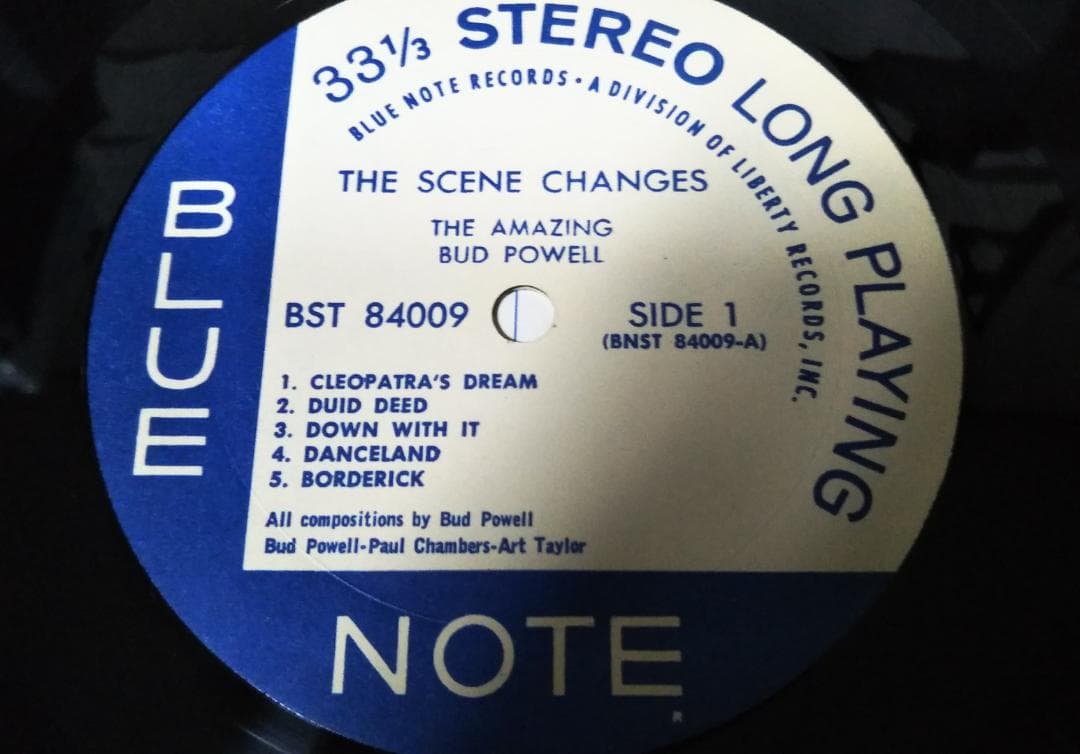 33⅓ STEREO LONG PLAYING
BLUE NOTE RECORDS • A DIVISION OF LIBERTY RECORDS, INC.
THE SCENE CHANGES
THE AMAZING
BUD POWELL
BST 84009
SIDE 1
(BNST 84009-A)
1. CLEOPATRA'S DREAM
2. DUID DEED
3. DOWN WITH IT
4. DANCELAND
5. BORDERICK
All compositions by Bud Powell
Bud Powell-Paul Chambers-Art Taylor
BLUE
NOTE
R